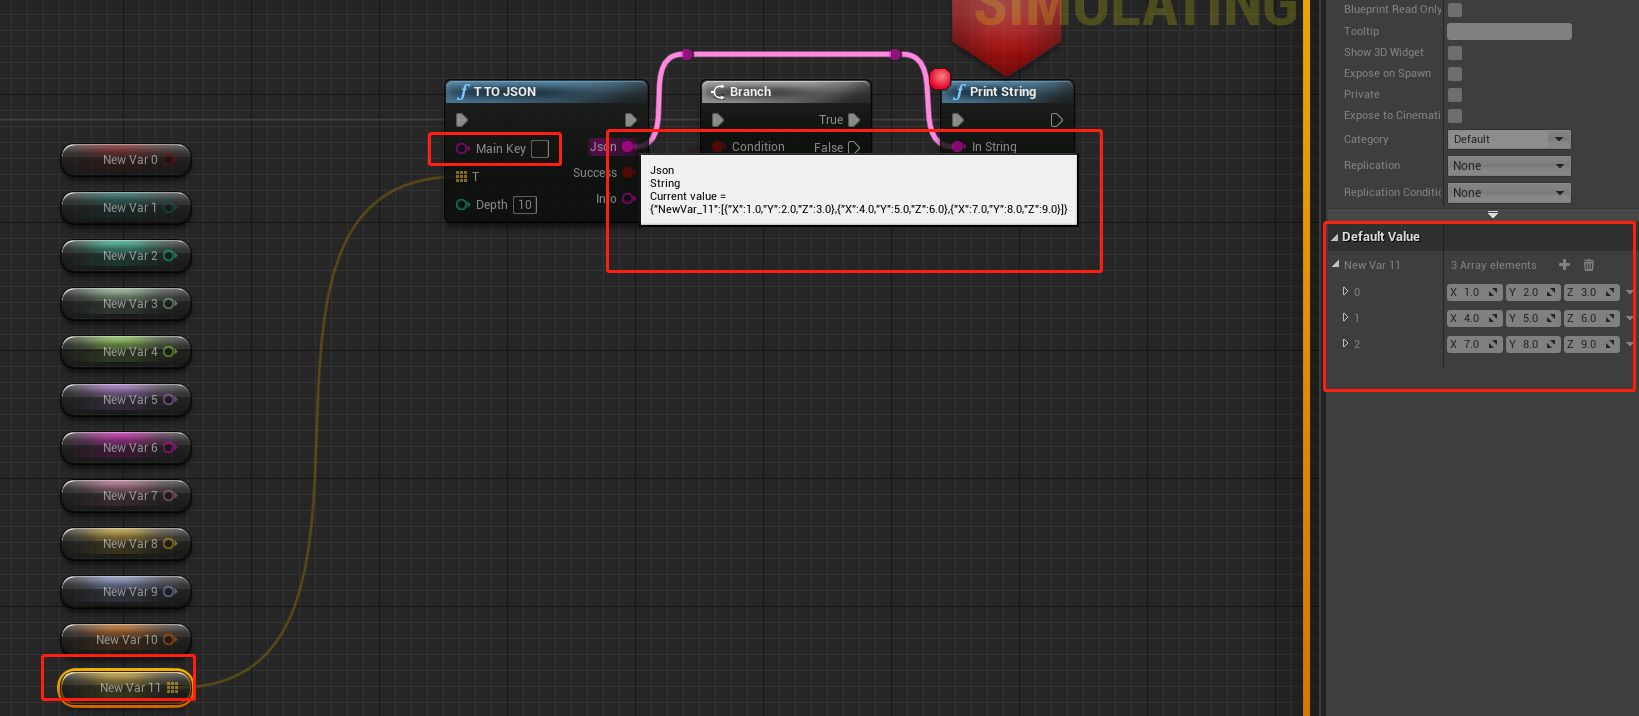 SIMULATING
T TO JSON
Main Key
T
Depth 10
Json
Success
Info
Branch
True
Condition
False
Print String
In String
Json
String
Current value =
{"NewVar_11":[{"X":1.0,"Y":2.0,"Z":3.0},{"X":4.0,"Y":5.0,"Z":6.0},{"X":7.0,"Y":8.0,"Z":9.0}]}
New Var 0
New Var 1
New Var 2
New Var 3
New Var 4
New Var 5
New Var 6
New Var 7
New Var 8
New Var 9
New Var 10
New Var 11
Blueprint Read Only
Tooltip
Show 3D Widget
Expose on Spawn
Private
Expose to Cinemati
Category Default
Replication None
Replication Conditic None
Default Value
New Var 11 3 Array elements
0 X 1.0 Y 2.0 Z 3.0
1 X 4.0 Y 5.0 Z 6.0
2 X 7.0 Y 8.0 Z 9.0